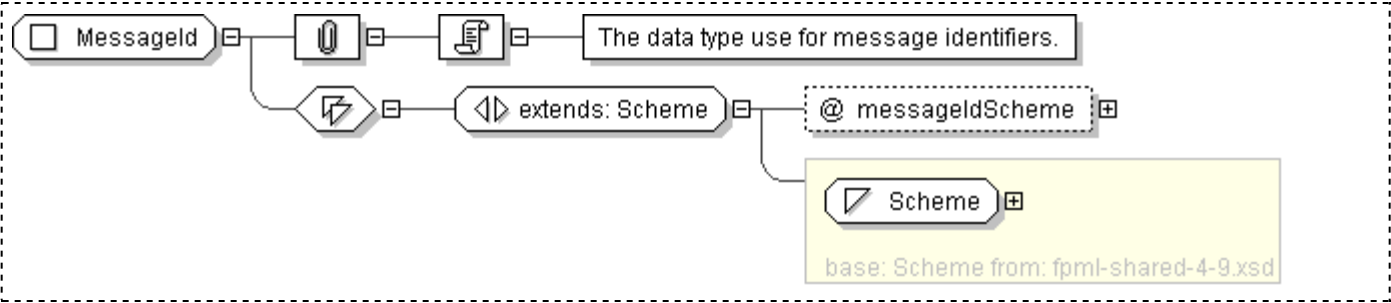 MessageId
The data type use for message identifiers.
extends: Scheme
@ messageIdScheme
Scheme
base: Scheme from: fpml-shared-4-9.xsd